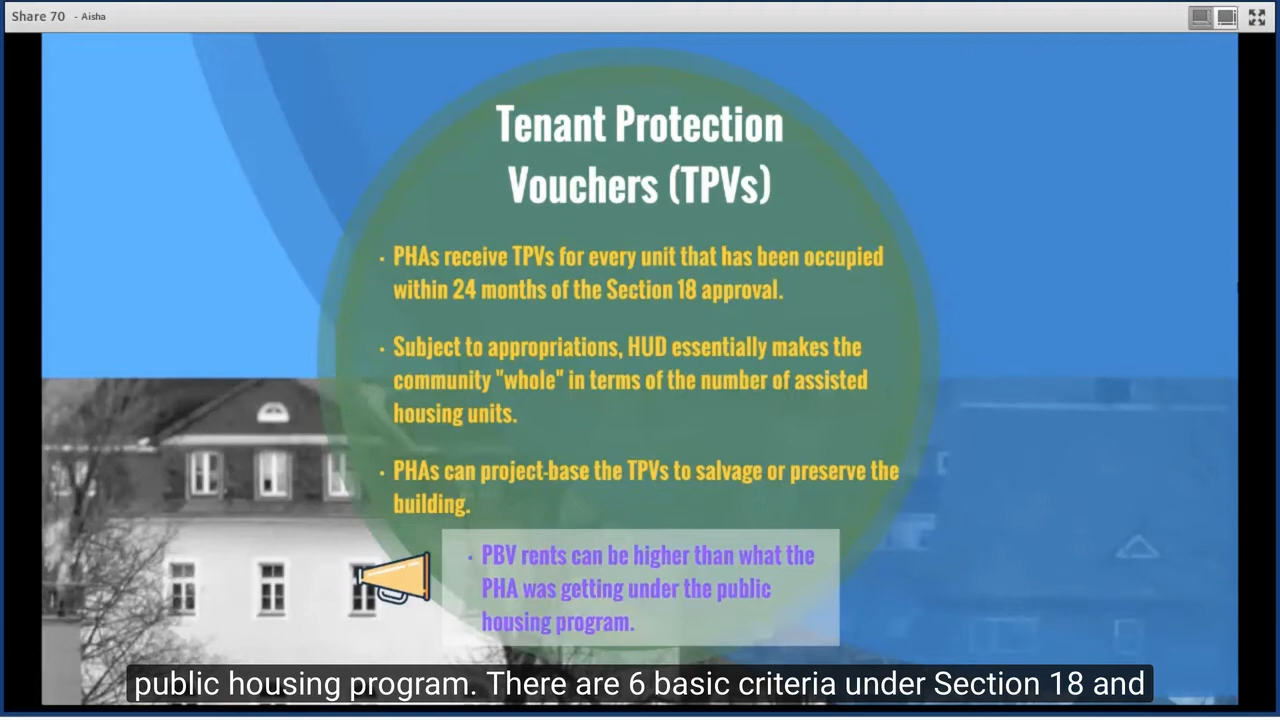 Share 70 - Aisha
Tenant Protection
Vouchers (TPVs)
· PHAs receive TPVs for every unit that has been occupied
within 24 months of the Section 18 approval.
· Subject to appropriations, HUD essentially makes the
community "whole" in terms of the number of assisted
housing units.
· PHAs can project-base the TPVs to salvage or preserve the
building.
· PBV rents can be higher than what the
PHA was getting under the public
housing program.
public housing program. There are 6 basic criteria under Section 18 and